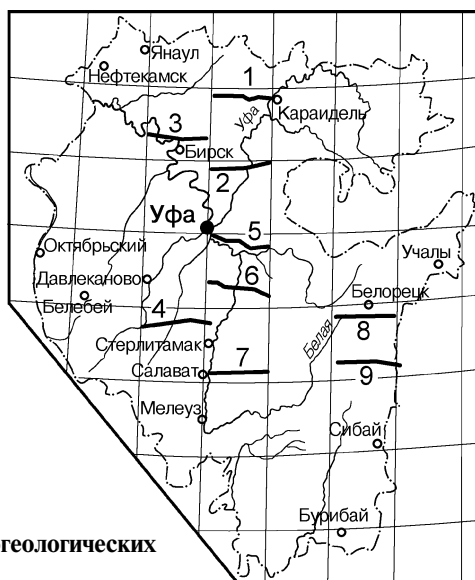 Янаул
Нефтекамск
1
Караидель
Уфа
3
Бирск
2
Уфа
5
Октябрьский
Учалы
Давлеканово
6
Белорецк
Белебей
4
8
Белая
Стерлитамак
7
9
Салават
Мелеуз
Сибай
Бурибай
геологических